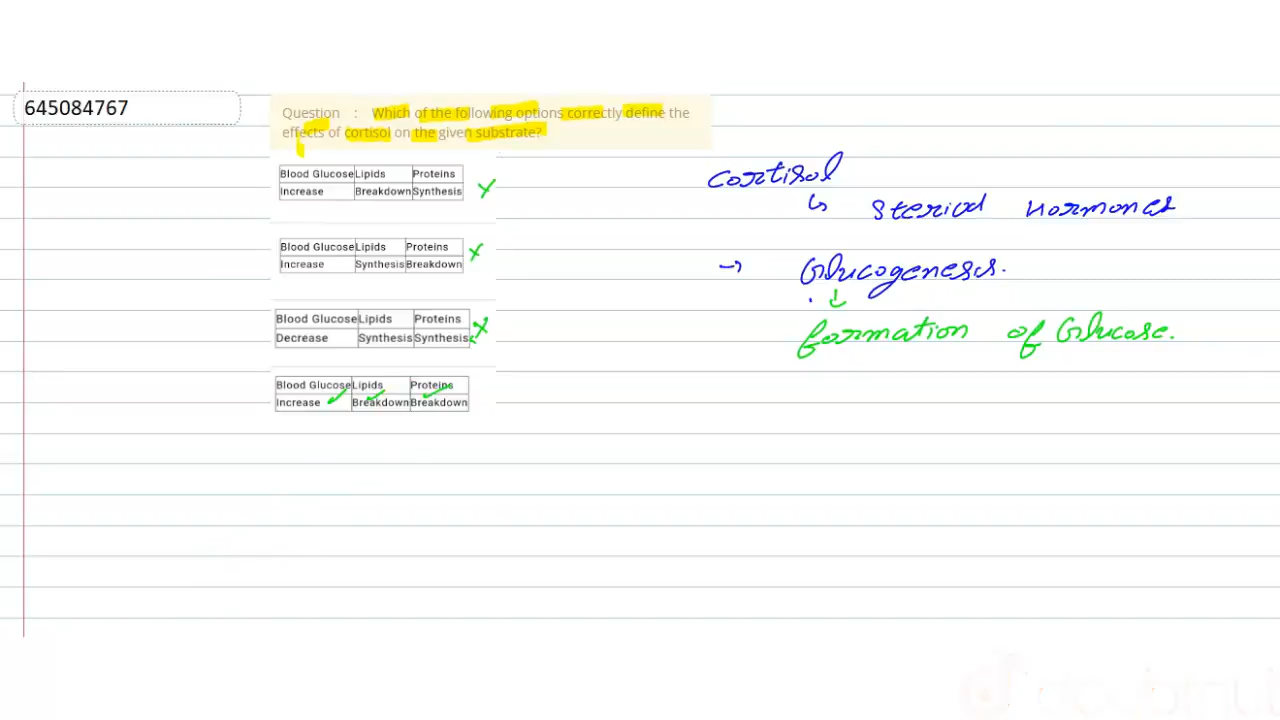 645084767
Question : Which of the following options correctly define the
effects of cortisol on the given substrate?
Blood Glucose Lipids Proteins
Increase Breakdown Synthesis
Blood Glucose Lipids Proteins
Increase Synthesis Breakdown
Blood Glucose Lipids Proteins
Decrease Synthesis Synthesis
Blood Glucose Lipids Proteins
Increase Breakdown Breakdown
Cortisol
Steriod Hormones
→ Glucogenesis.
↓
formation of Glucose.